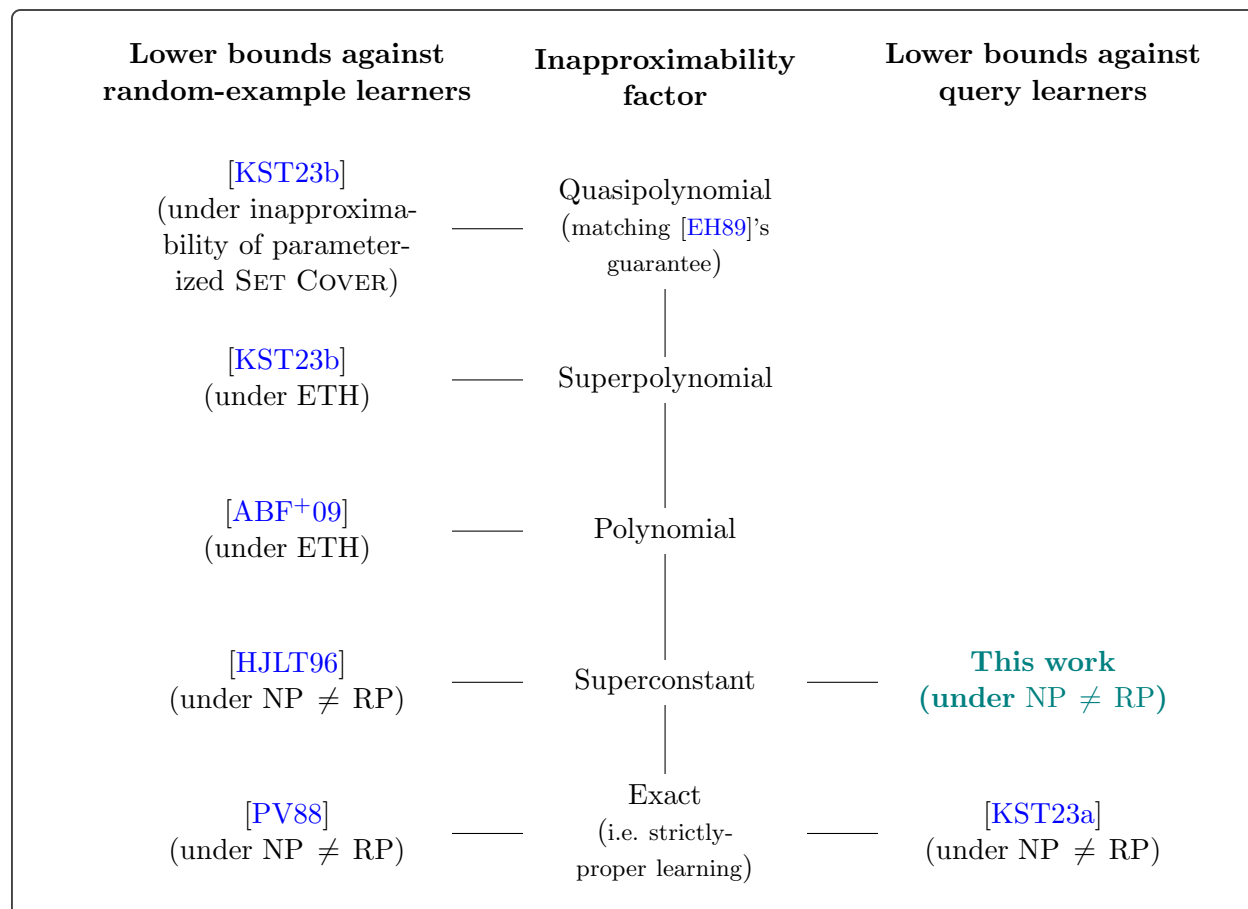 Lower bounds against
random-example learners
Inapproximability
factor
Lower bounds against
query learners
[KST23b]
(under inapproxima-
bility of parameter-
ized SET COVER)
Quasipolynomial
(matching [EH89]'s
guarantee)
[KST23b]
(under ETH)
Superpolynomial
[ABF+09]
(under ETH)
Polynomial
[HJLT96]
(under NP ≠ RP)
Superconstant
This work
(under NP ≠ RP)
[PV88]
(under NP ≠ RP)
Exact
(i.e. strictly-
proper learning)
[KST23a]
(under NP ≠ RP)